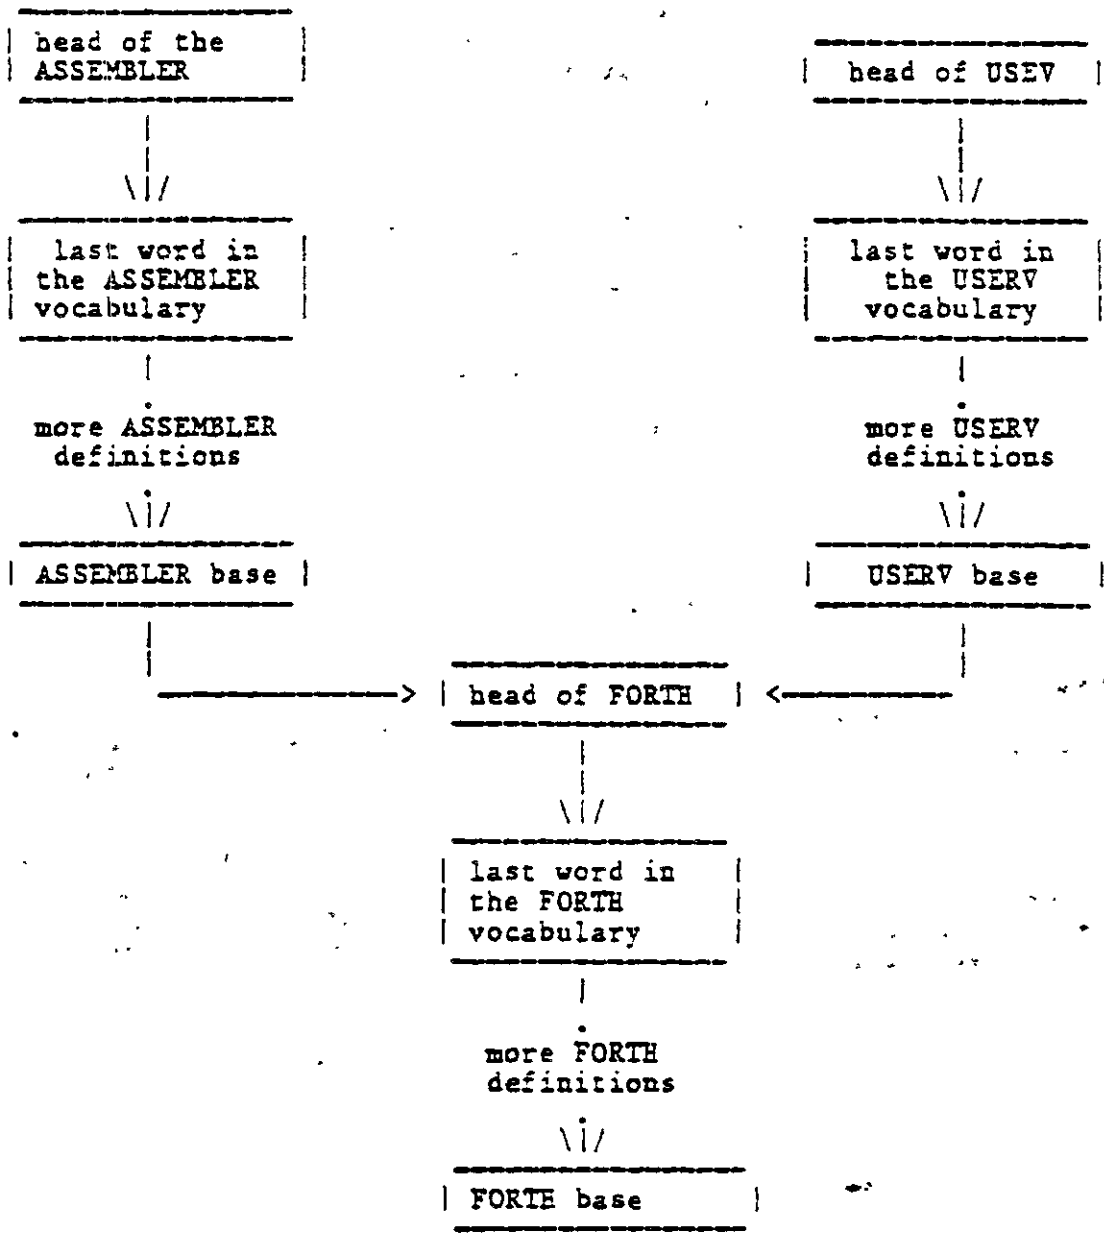 head of the
ASSEMBLER
head of USEV
last word in
the ASSEMBLER
vocabulary
last word in
the USERV
vocabulary
more ASSEMBLER
definitions
more USERV
definitions
ASSEMBLER base
USERV base
head of FORTH
last word in
the FORTH
vocabulary
more FORTH
definitions
FORTH base